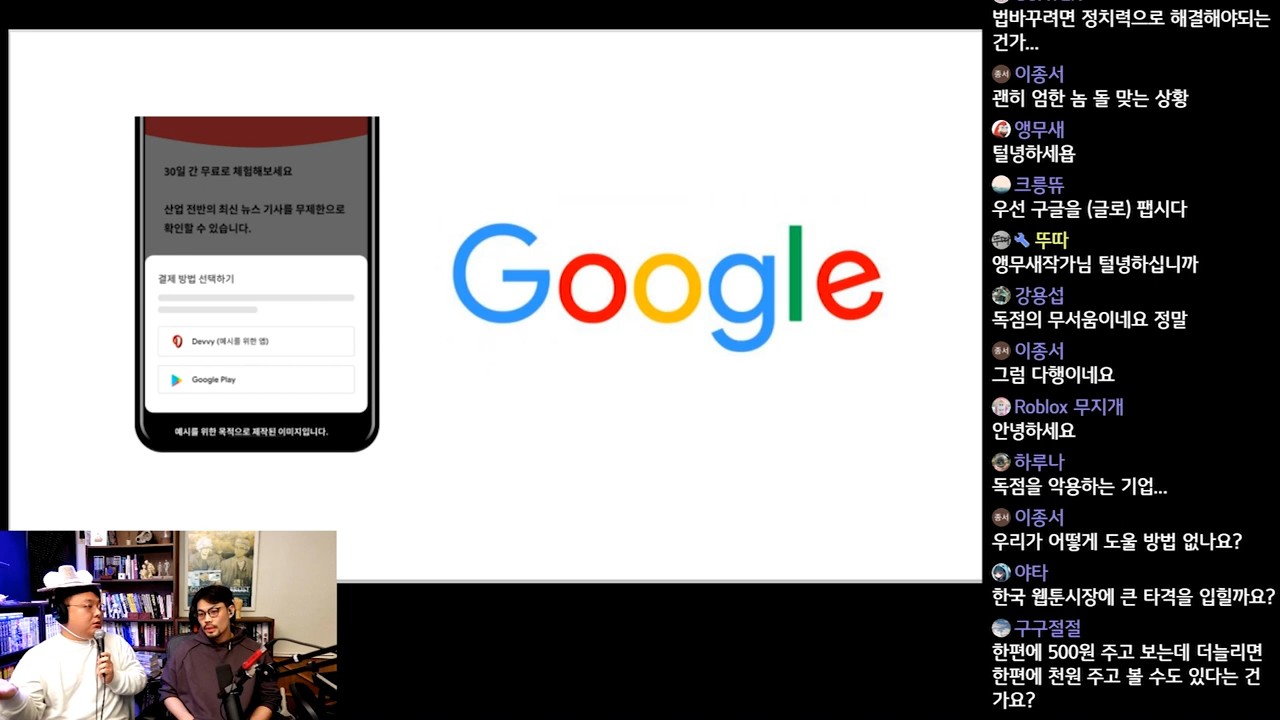 30일 간 무료로 체험해보세요
산업 전반의 최신 뉴스 기사를 무제한으로
확인할 수 있습니다.
결제 방법 선택하기
Devvy (예시를 위한 앱)
Google Play
예시를 위한 목적으로 제작된 이미지입니다.
Google
법바꾸려면 정치력으로 해결해야되는
건가...
종서 이종서
괜히 엄한 놈 돌 맞는 상황
앵무새
털녕하세욥
크릉뜌
우선 구글을 (글로) 팹시다
뚜따
앵무새작가님 털녕하십니까
강용섭
독점의 무서움이네요 정말
종서 이종서
그럼 다행이네요
Roblox 무지개
안녕하세요
하루나
독점을 악용하는 기업...
종서 이종서
우리가 어떻게 도울 방법 없나요?
야타
한국 웹툰시장에 큰 타격을 입힐까요?
구구절절
한편에 500원 주고 보는데 더늘리면
한편에 천원 주고 볼 수도 있다는 건
가요?